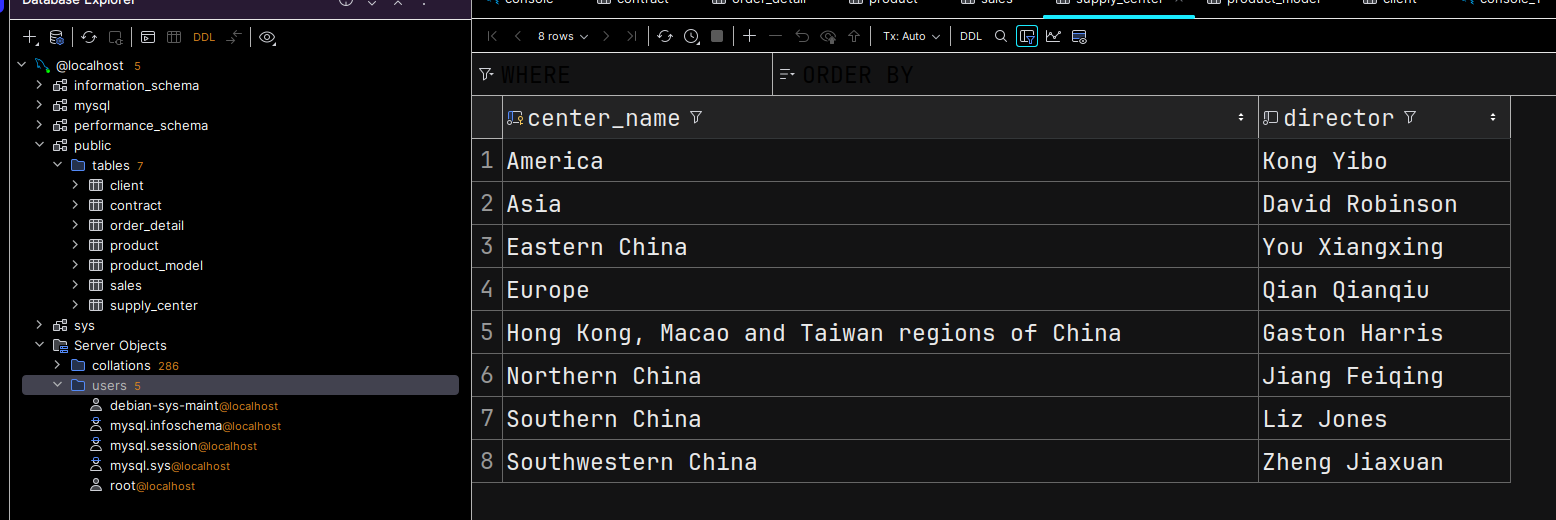 Database Explorer
console contract order_detail product sales supply_center product_model client console_1
DDL
8 rows Tx: Auto DDL
@localhost 5
information_schema
mysql
performance_schema
public
tables 7
client
contract
order_detail
product
product_model
sales
supply_center
sys
Server Objects
collations 286
users 5
debian-sys-maint@localhost
mysql.infoschema@localhost
mysql.session@localhost
mysql.sys@localhost
root@localhost
WHERE ORDER BY
center_name director
1 America Kong Yibo
2 Asia David Robinson
3 Eastern China You Xiangxing
4 Europe Qian Qianqiu
5 Hong Kong, Macao and Taiwan regions of China Gaston Harris
6 Northern China Jiang Feiqing
7 Southern China Liz Jones
8 Southwestern China Zheng Jiaxuan